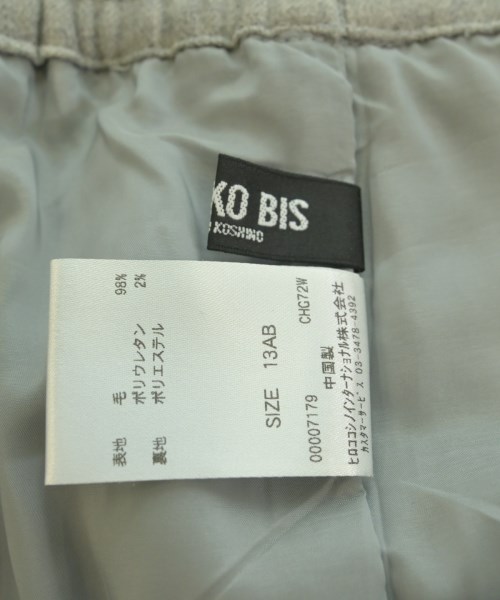 KO BIS
KOSHINO
表地 毛 98%
ポリウレタン 2%
裏地 ポリエステル
SIZE 13AB
CHG72W
00007179 中国製
ヒロココシノインターナショナル株式会社
カスタマーサービス 03-3478-4392